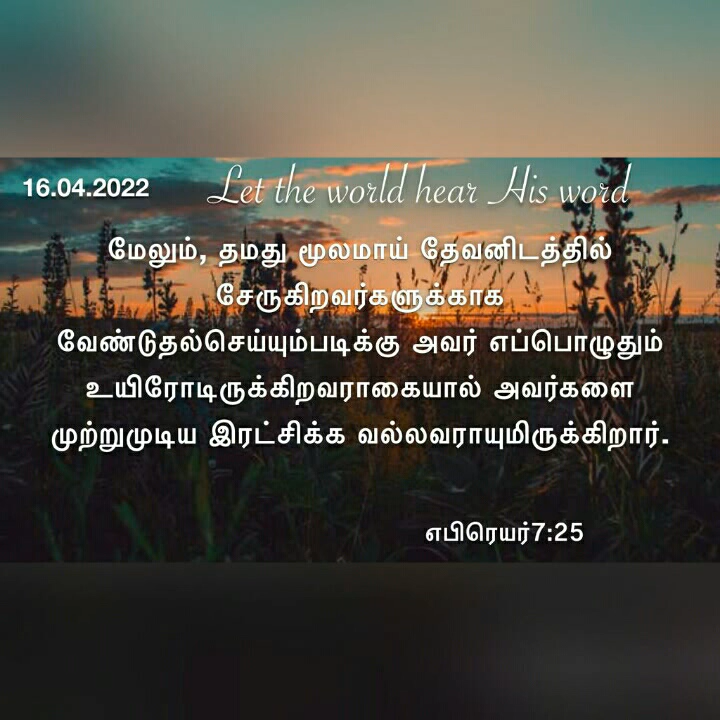 16.04.2022
Let the world hear His word
மேலும், தமது மூலமாய் தேவனிடத்தில்
சேருகிறவர்களுக்காக
வேண்டுதல்செய்யும்படிக்கு அவர் எப்பொழுதும்
உயிரோடிருக்கிறவராகையால் அவர்களை
முற்றுமுடிய இரட்சிக்க வல்லவராயுமிருக்கிறார்.
எபிரெயர்7:25